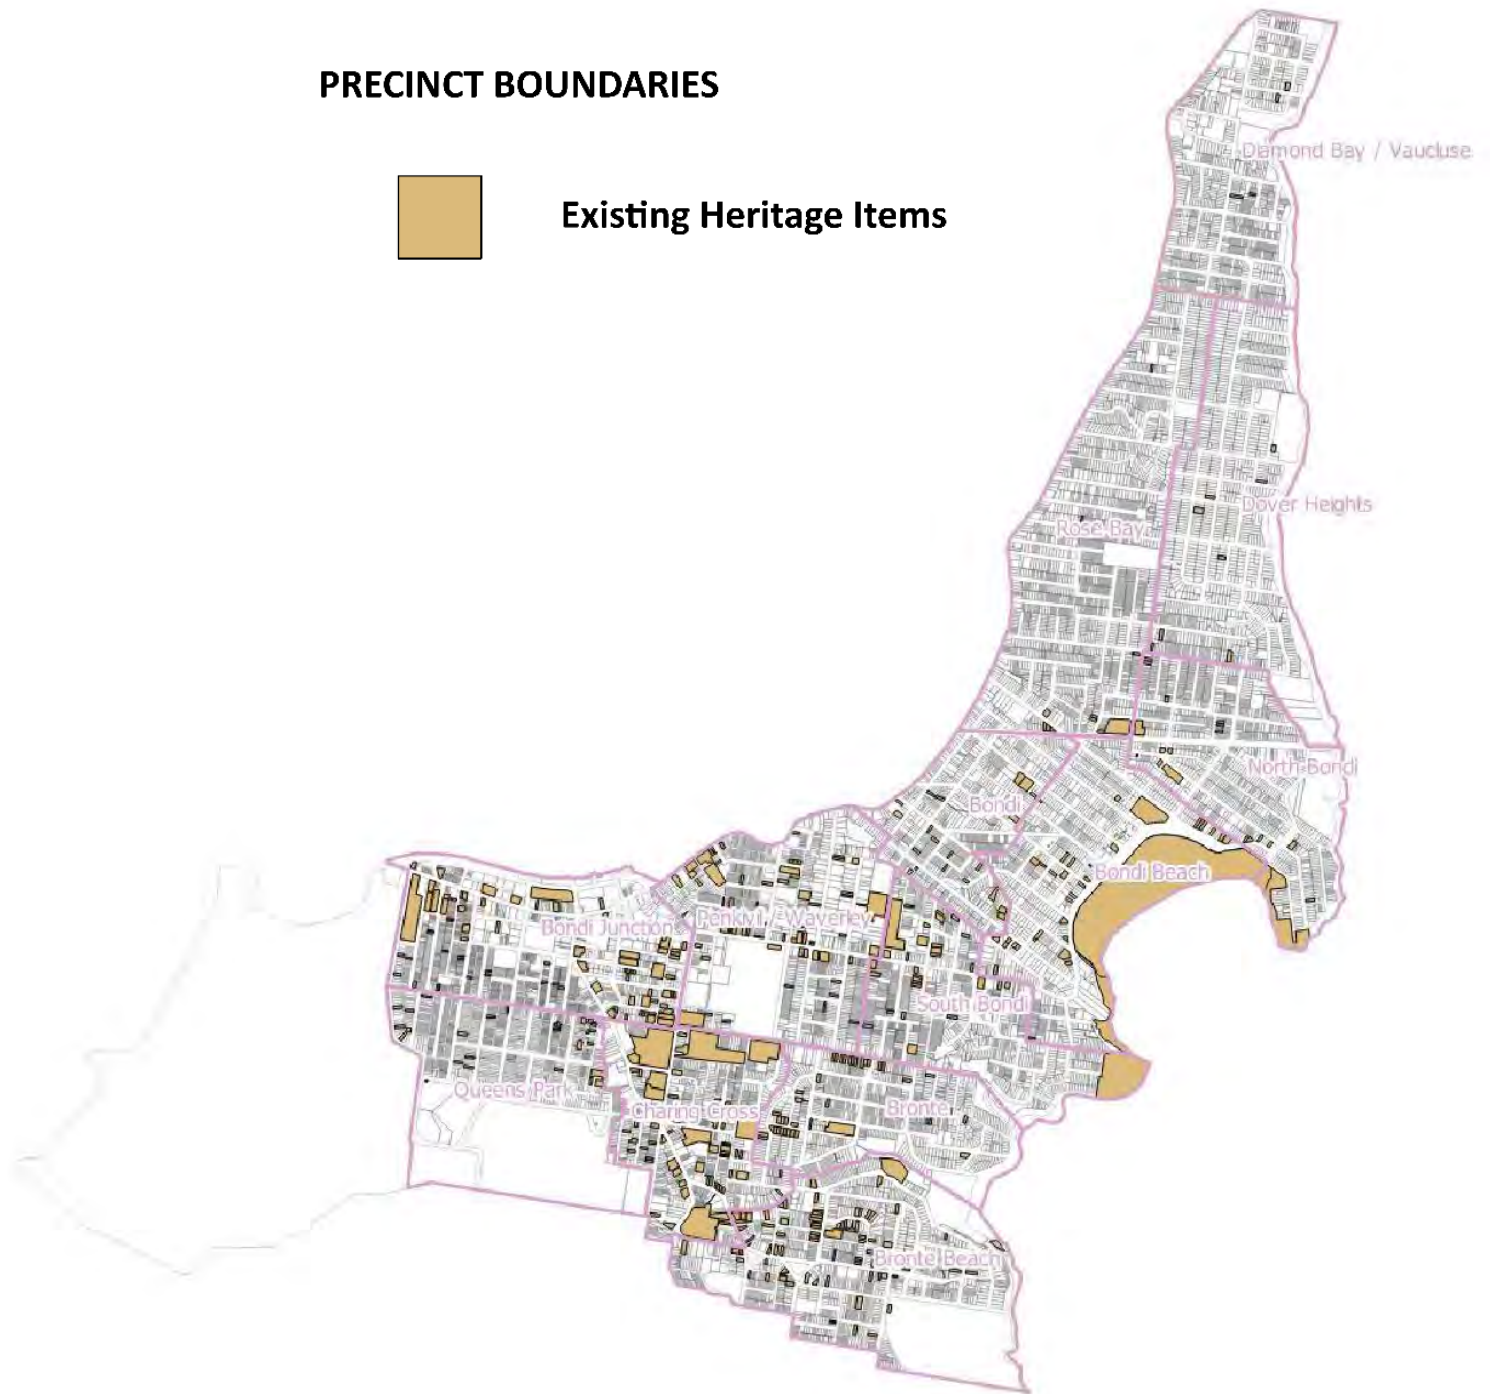 PRECINCT BOUNDARIES
Existing Heritage Items
Diamond Bay / Vaucluse
Dover Heights
Rose Bay
North Bondi
Bondi
Bondi Beach
Bondi Junction
Penkivil / Waverley
South Bondi
Queens Park
Charing Cross
Bronte
Bronte Beach